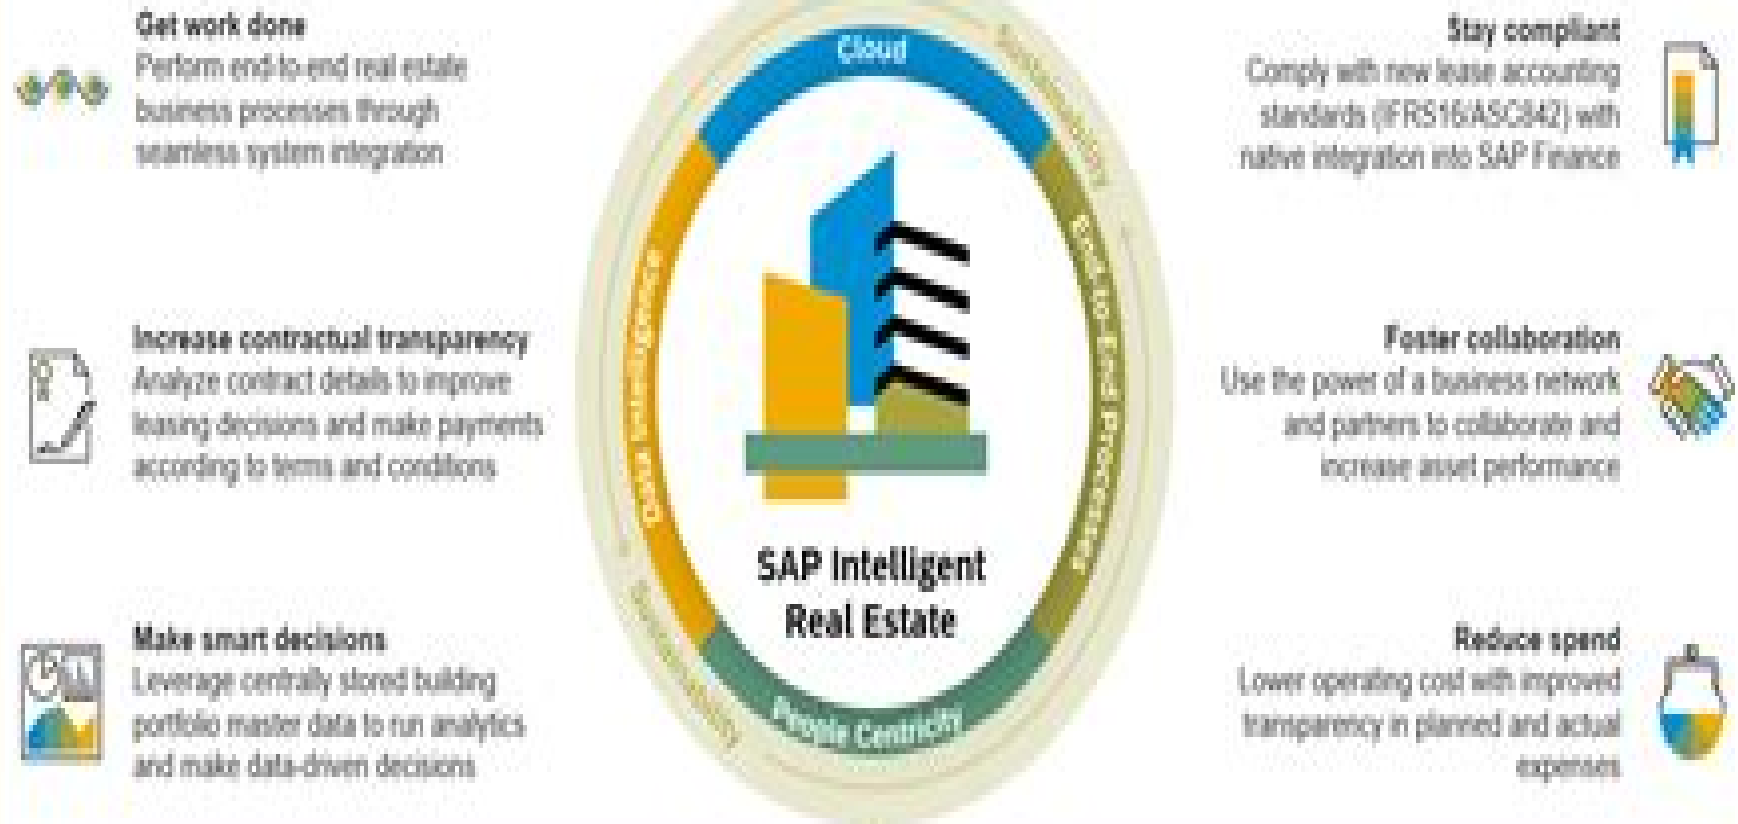 Get work done
Perform end-to-end real estate
business processes through
seamless system integration
Increase contractual transparency
Analyze contract details to improve
leasing decisions and make payments
according to terms and conditions
Make smart decisions
Leverage centrally stored building
portfolio master data to run analytics
and make data-driven decisions
Cloud
Sustainability
End-to-End Processes
Data Intelligence
SAP Intelligent
Real Estate
People Centricity
Sustainability
Stay compliant
Comply with new lease accounting
standards (IFRS16/ASC842) with
native integration into SAP Finance
Foster collaboration
Use the power of a business network
and partners to collaborate and
increase asset performance
Reduce spend
Lower operating cost with improved
transparency in planned and actual
expenses